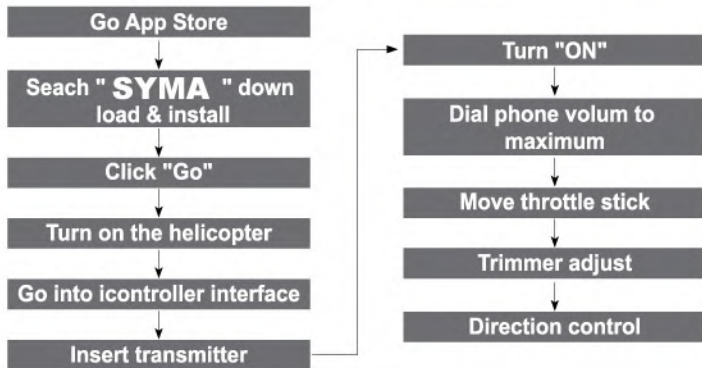 Go App Store
Seach " SYMA " down
load & install
Click "Go"
Turn on the helicopter
Go into icontroller interface
Insert transmitter
Turn "ON"
Dial phone volum to
maximum
Move throttle stick
Trimmer adjust
Direction control